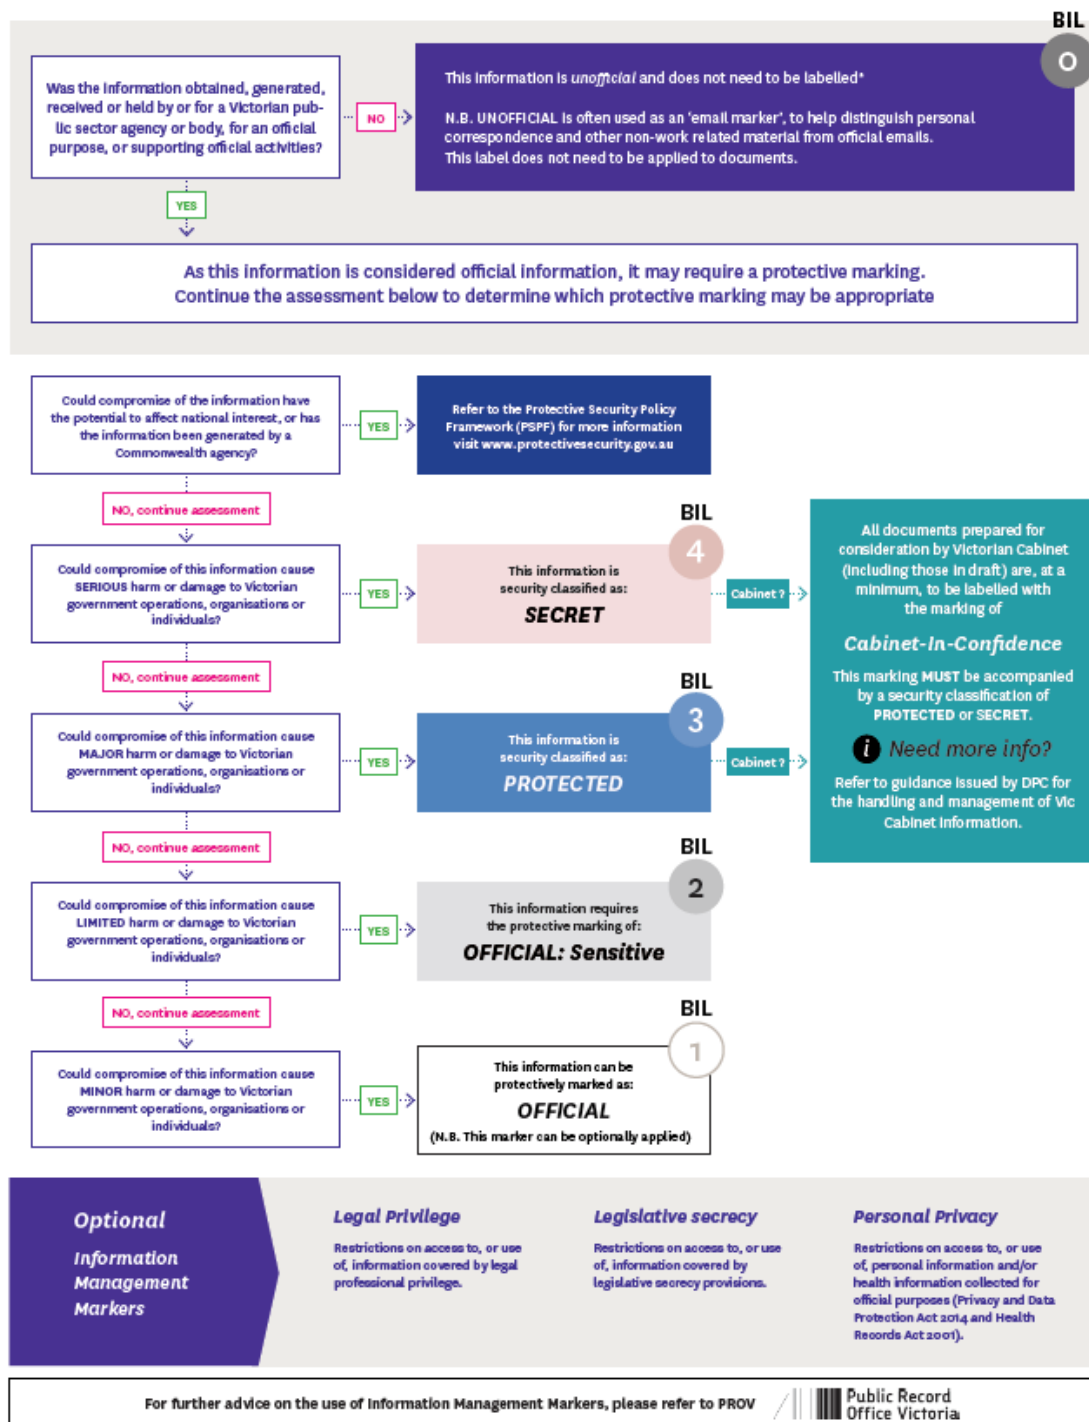 BIL
O
Was the information obtained, generated,
received or held by or for a Victorian pub-
lic sector agency or body, for an official
purpose, or supporting official activities?
NO
This information is unofficial and does not need to be labelled*
N.B. UNOFFICIAL is often used as an 'email marker', to help distinguish personal
correspondence and other non-work related material from official emails.
This label does not need to be applied to documents.
YES
As this information is considered official information, it may require a protective marking.
Continue the assessment below to determine which protective marking may be appropriate
Could compromise of the information have
the potential to affect national interest, or has
the information been generated by a
Commonwealth agency?
YES
Refer to the Protective Security Policy
Framework (PSPF) for more information
visit www.protectivesecurity.gov.au
NO, continue assessment
Could compromise of this information cause
SERIOUS harm or damage to Victorian
government operations, organisations or
individuals?
YES
BIL
4
This information is
security classified as:
SECRET
Cabinet ?
All documents prepared for
consideration by Victorian Cabinet
(including those in draft) are, at a
minimum, to be labelled with
the marking of
Cabinet-In-Confidence
This marking MUST be accompanied
by a security classification of
PROTECTED or SECRET.
i Need more info?
Refer to guidance issued by DPC for
the handling and management of Vic
Cabinet information.
NO, continue assessment
Could compromise of this information cause
MAJOR harm or damage to Victorian
government operations, organisations or
individuals?
YES
BIL
3
This information is
security classified as:
PROTECTED
Cabinet ?
NO, continue assessment
Could compromise of this information cause
LIMITED harm or damage to Victorian
government operations, organisations or
individuals?
YES
BIL
2
This information requires
the protective marking of:
OFFICIAL: Sensitive
NO, continue assessment
Could compromise of this information cause
MINOR harm or damage to Victorian
government operations, organisations or
individuals?
YES
BIL
1
This information can be
protectively marked as:
OFFICIAL
(N.B. This marker can be optionally applied)
Optional
Information
Management
Markers
Legal Privilege
Restrictions on access to, or use
of, information covered by legal
professional privilege.
Legislative secrecy
Restrictions on access to, or use
of, information covered by
legislative secrecy provisions.
Personal Privacy
Restrictions on access to, or use
of, personal information and/or
health information collected for
official purposes (Privacy and Data
Protection Act 2014 and Health
Records Act 2001).
For further advice on the use of Information Management Markers, please refer to PROV
Public Record
Office Victoria